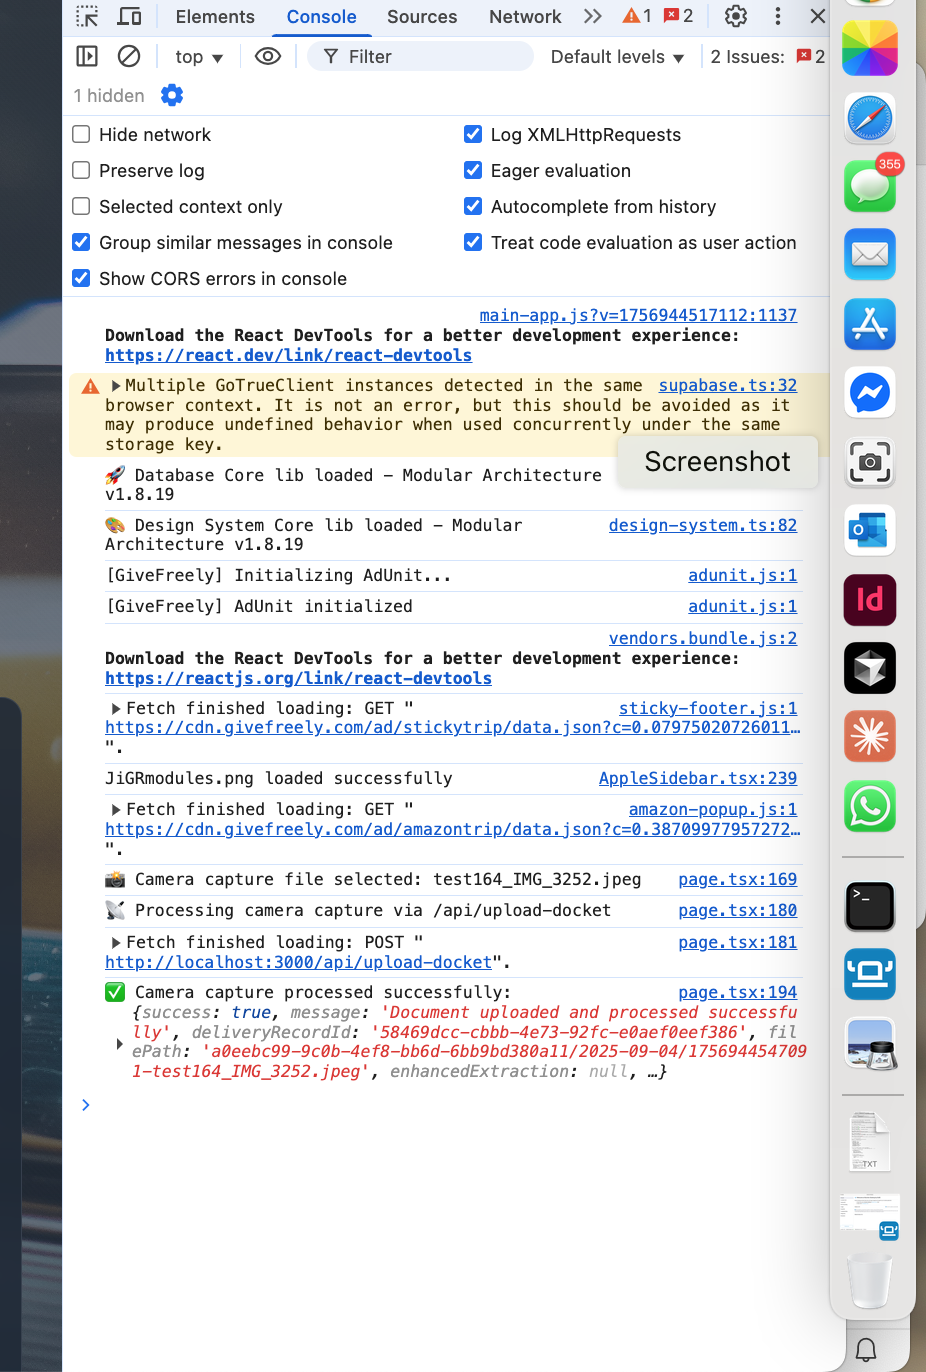 Elements Console Sources Network 1 2
top Filter Default levels 2 Issues: 2
1 hidden
Hide network Log XMLHttpRequests
Preserve log Eager evaluation
Selected context only Autocomplete from history
Group similar messages in console Treat code evaluation as user action
Show CORS errors in console
main-app.js?v=1756944517112:1137
Download the React DevTools for a better development experience:
https://react.dev/link/react-devtools
Multiple GoTrueClient instances detected in the same supabase.ts:32
browser context. It is not an error, but this should be avoided as it
may produce undefined behavior when used concurrently under the same
storage key.
Screenshot
🚀 Database Core lib loaded - Modular Architecture
v1.8.19
🎨 Design System Core lib loaded - Modular design-system.ts:82
Architecture v1.8.19
[GiveFreely] Initializing AdUnit... adunit.js:1
[GiveFreely] AdUnit initialized adunit.js:1
vendors.bundle.js:2
Download the React DevTools for a better development experience:
https://reactjs.org/link/react-devtools
Fetch finished loading: GET " sticky-footer.js:1
https://cdn.givefreely.com/ad/stickytrip/data.json?c=0.07975020726011…
".
JiGRmodules.png loaded successfully AppleSidebar.tsx:239
Fetch finished loading: GET " amazon-popup.js:1
https://cdn.givefreely.com/ad/amazontrip/data.json?c=0.38709977957272…
".
📸 Camera capture file selected: test164_IMG_3252.jpeg page.tsx:169
📡 Processing camera capture via /api/upload-docket page.tsx:180
Fetch finished loading: POST " page.tsx:181
http://localhost:3000/api/upload-docket".
✅ Camera capture processed successfully: page.tsx:194
{success: true, message: 'Document uploaded and processed successfu
lly', deliveryRecordId: '58469dcc-cbbb-4e73-92fc-e0aef0eef386', fil
ePath: 'a0eebc99-9c0b-4ef8-bb6d-6bb9bd380a11/2025-09-04/175694454709
1-test164_IMG_3252.jpeg', enhancedExtraction: null, …}
355
Id
TXT